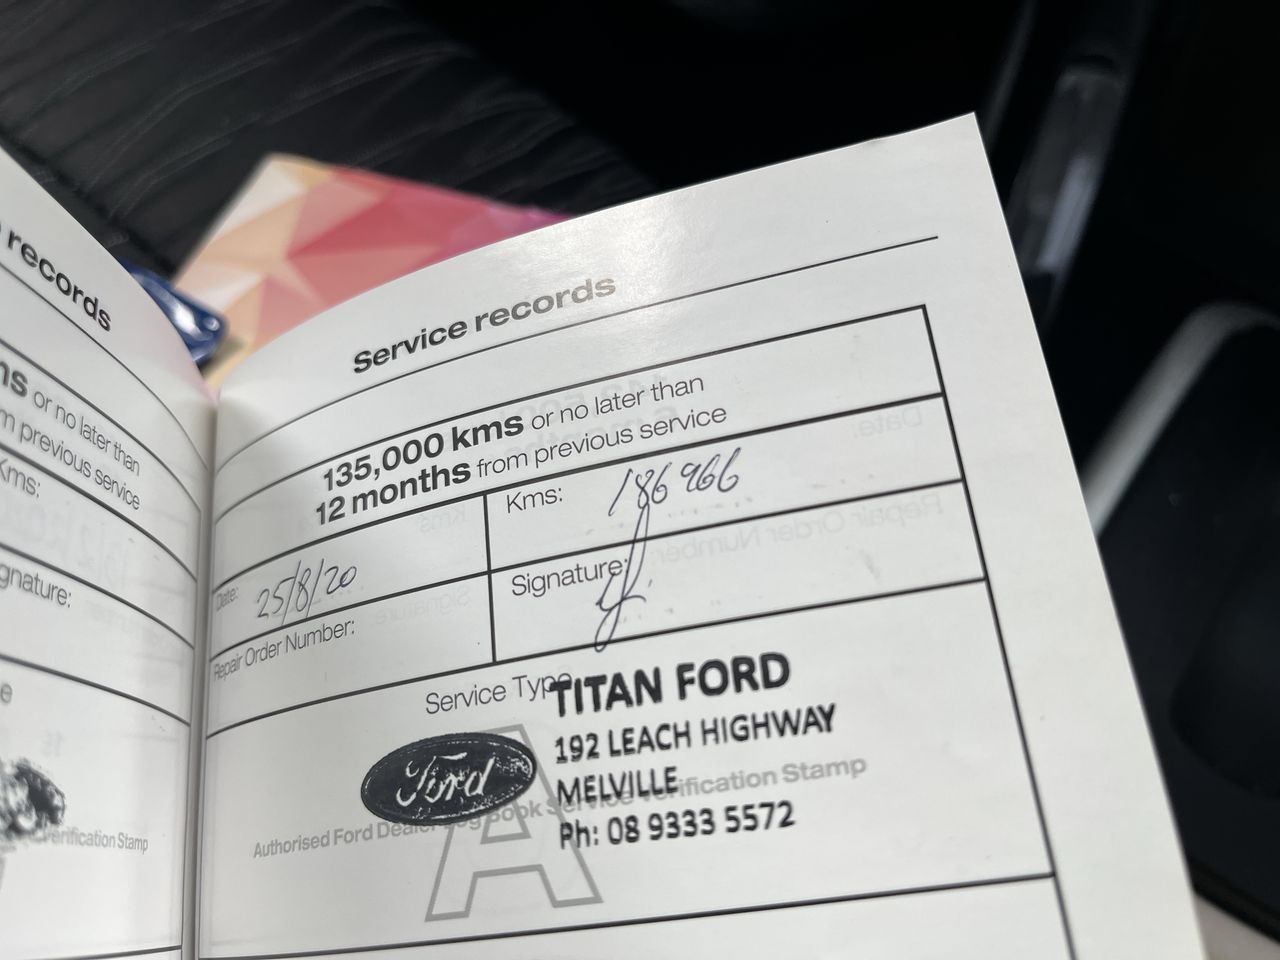 records
ns or no later than
m previous service
Kms:
gnature:
e
erification Stamp
Service records
135,000 kms or no later than
12 months from previous service
Date: 25/8/20
Kms: 186 966
Repair Order Number:
Signature:
Service Type
TITAN FORD
192 LEACH HIGHWAY
MELVILLE
Ph: 08 9333 5572
Ford
A
Authorised Ford Dealer Log Book Service Verification Stamp